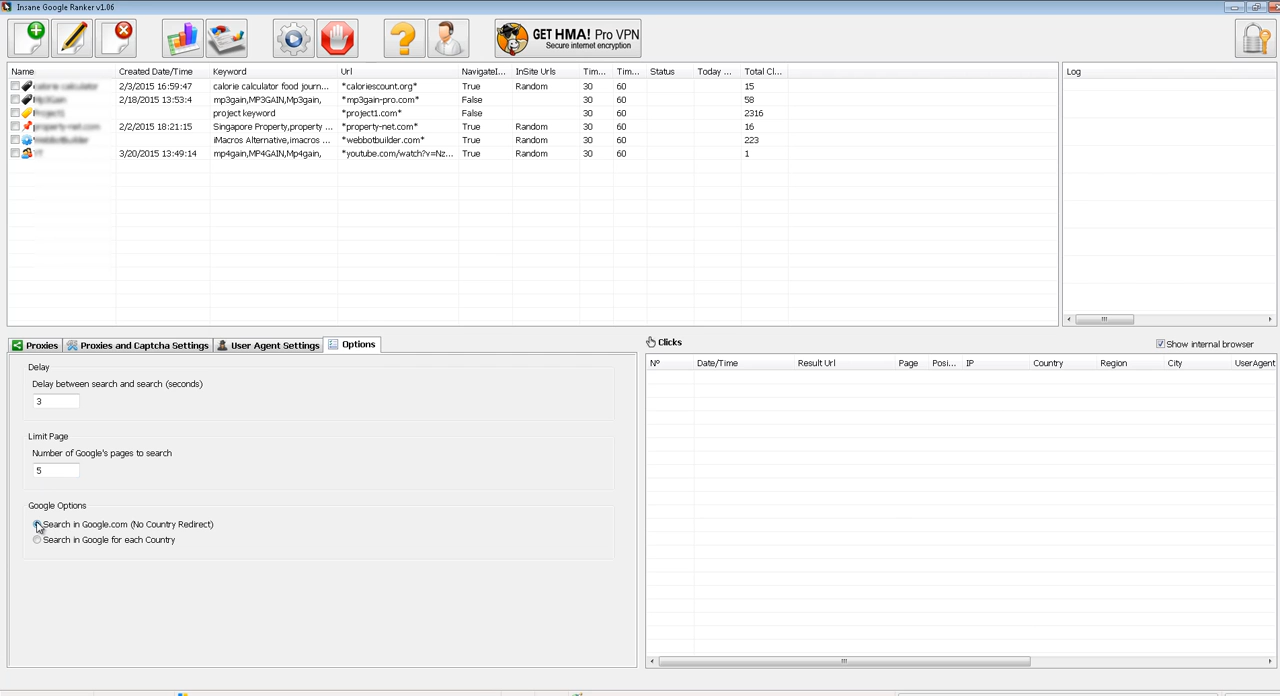 Insane Google Ranker v1.06
GET HMA! Pro VPN
Secure internet encryption
Name Created Date/Time Keyword Url NavigateI... InSite Urls Tim... Tim... Status Today ... Total Cl...
2/3/2015 16:59:47 calorie calculator food journ... *caloriescount.org* True Random 30 60 15
2/18/2015 13:53:4 mp3gain,MP3GAIN,Mp3gain, *mp3gain-pro.com* False 30 60 58
project keyword *project1.com* False 30 60 2316
2/2/2015 18:21:15 Singapore Property,property ... *property-net.com* True Random 30 60 16
iMacros Alternative,imacros ... *webbotbuilder.com* True Random 30 60 223
3/20/2015 13:49:14 mp4gain,MP4GAIN,Mp4gain, *youtube.com/watch?v=Nz... True Random 30 60 1
Log
Proxies Proxies and Captcha Settings User Agent Settings Options
Delay
Delay between search and search (seconds)
3
Limit Page
Number of Google's pages to search
5
Google Options
Search in Google.com (No Country Redirect)
Search in Google for each Country
Clicks
Show internal browser
Nº Date/Time Result Url Page Posi... IP Country Region City UserAgent